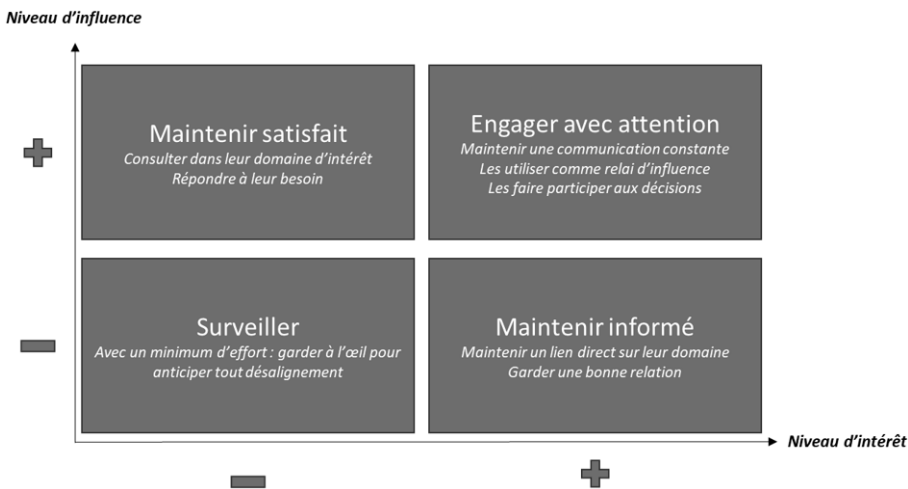 Niveau d’influence
Maintenir satisfait
Consulter dans leur domaine d’intérêt
Répondre à leur besoin
Engager avec attention
Maintenir une communication constante
Les utiliser comme relai d’influence
Les faire participer aux décisions
Surveiller
Avec un minimum d’effort : garder à l’œil pour
anticiper tout désalignement
Maintenir informé
Maintenir un lien direct sur leur domaine
Garder une bonne relation
Niveau d’intérêt